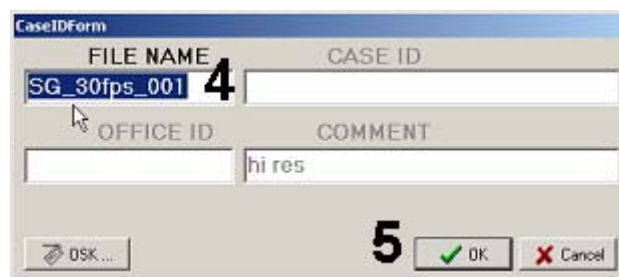 CaseIDForm
FILE NAME CASE ID
SG_30fps_001 4
OFFICE ID COMMENT
hi res
OSK... 5 OK Cancel